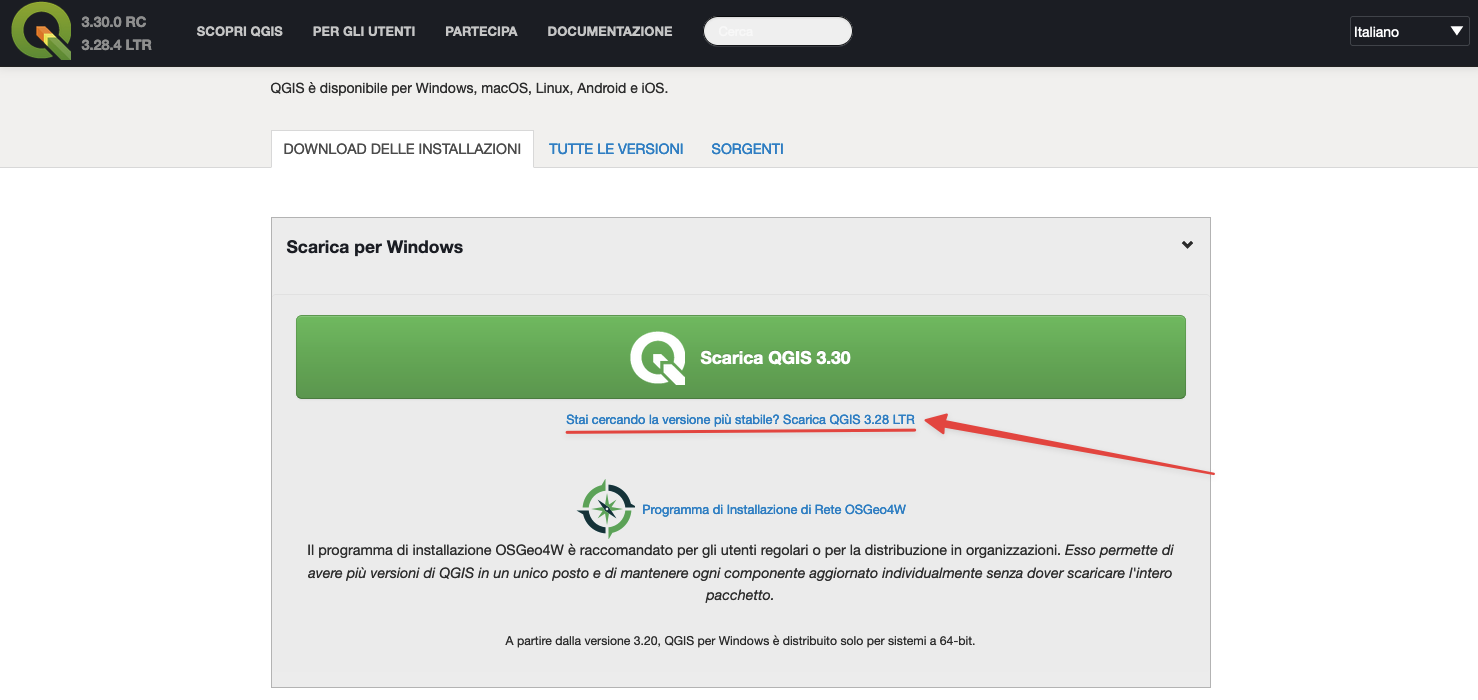 3.30.0 RC
3.28.4 LTR
SCOPRI QGIS
PER GLI UTENTI
PARTECIPA
DOCUMENTAZIONE
Cerca
Italiano
QGIS è disponibile per Windows, macOS, Linux, Android e iOS.
DOWNLOAD DELLE INSTALLAZIONI
TUTTE LE VERSIONI
SORGENTI
Scarica per Windows
Scarica QGIS 3.30
Stai cercando la versione più stabile? Scarica QGIS 3.28 LTR
Programma di Installazione di Rete OSGeo4W
Il programma di installazione OSGeo4W è raccomandato per gli utenti regolari o per la distribuzione in organizzazioni. Esso permette di
avere più versioni di QGIS in un unico posto e di mantenere ogni componente aggiornato individualmente senza dover scaricare l'intero
pacchetto.
A partire dalla versione 3.20, QGIS per Windows è distribuito solo per sistemi a 64-bit.